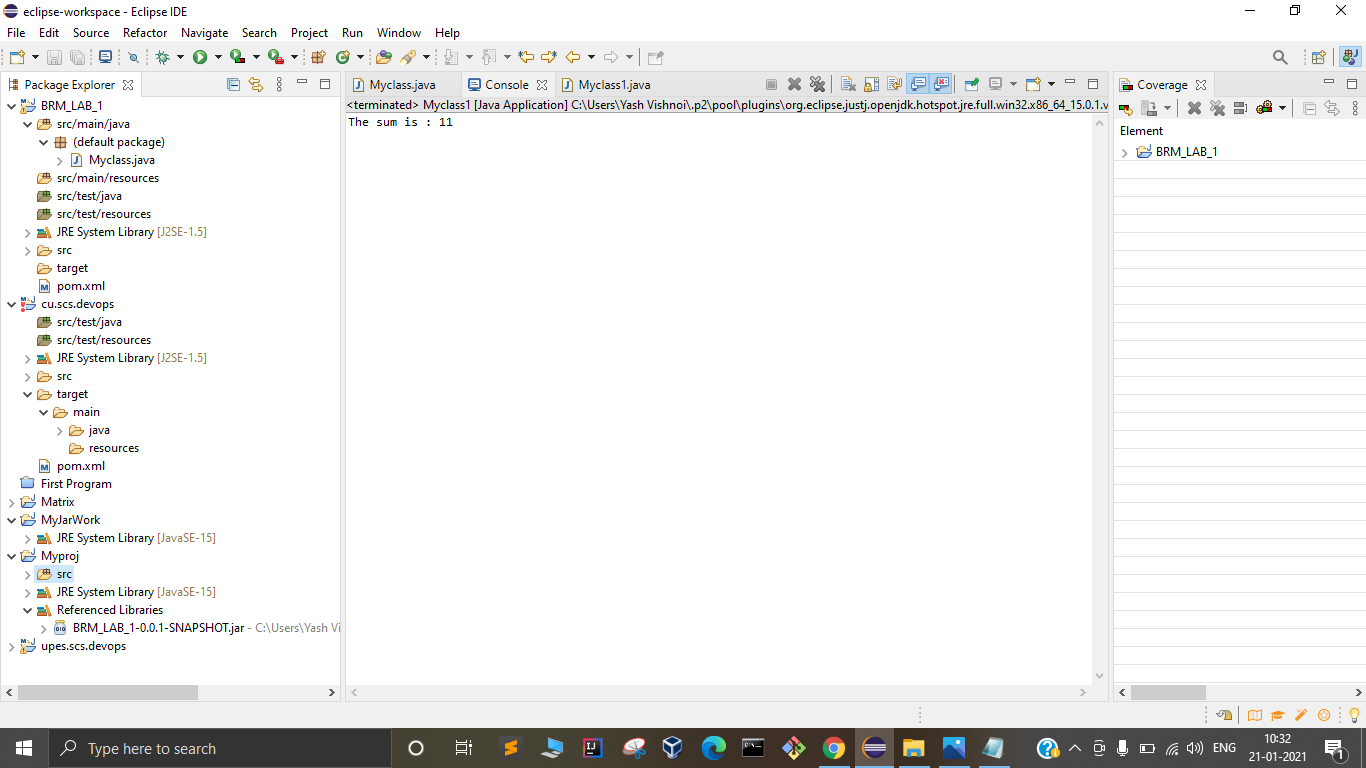 eclipse-workspace - Eclipse IDE
File Edit Source Refactor Navigate Search Project Run Window Help
Package Explorer
BRM_LAB_1
src/main/java
(default package)
Myclass.java
src/main/resources
src/test/java
src/test/resources
JRE System Library [J2SE-1.5]
src
target
pom.xml
cu.scs.devops
src/test/java
src/test/resources
JRE System Library [J2SE-1.5]
src
target
main
java
resources
pom.xml
First Program
Matrix
MyJarWork
JRE System Library [JavaSE-15]
Myproj
src
JRE System Library [JavaSE-15]
Referenced Libraries
BRM_LAB_1-0.0.1-SNAPSHOT.jar - C:\Users\Yash Vi
upes.scs.devops
Myclass.java Console Myclass1.java
<terminated> Myclass1 [Java Application] C:\Users\Yash Vishnoi\.p2\pool\plugins\org.eclipse.justj.openjdk.hotspot.jre.full.win32.x86_64_15.0.1.v
The sum is : 11
Coverage
Element
BRM_LAB_1
Type here to search
ENG
10:32
21-01-2021
1